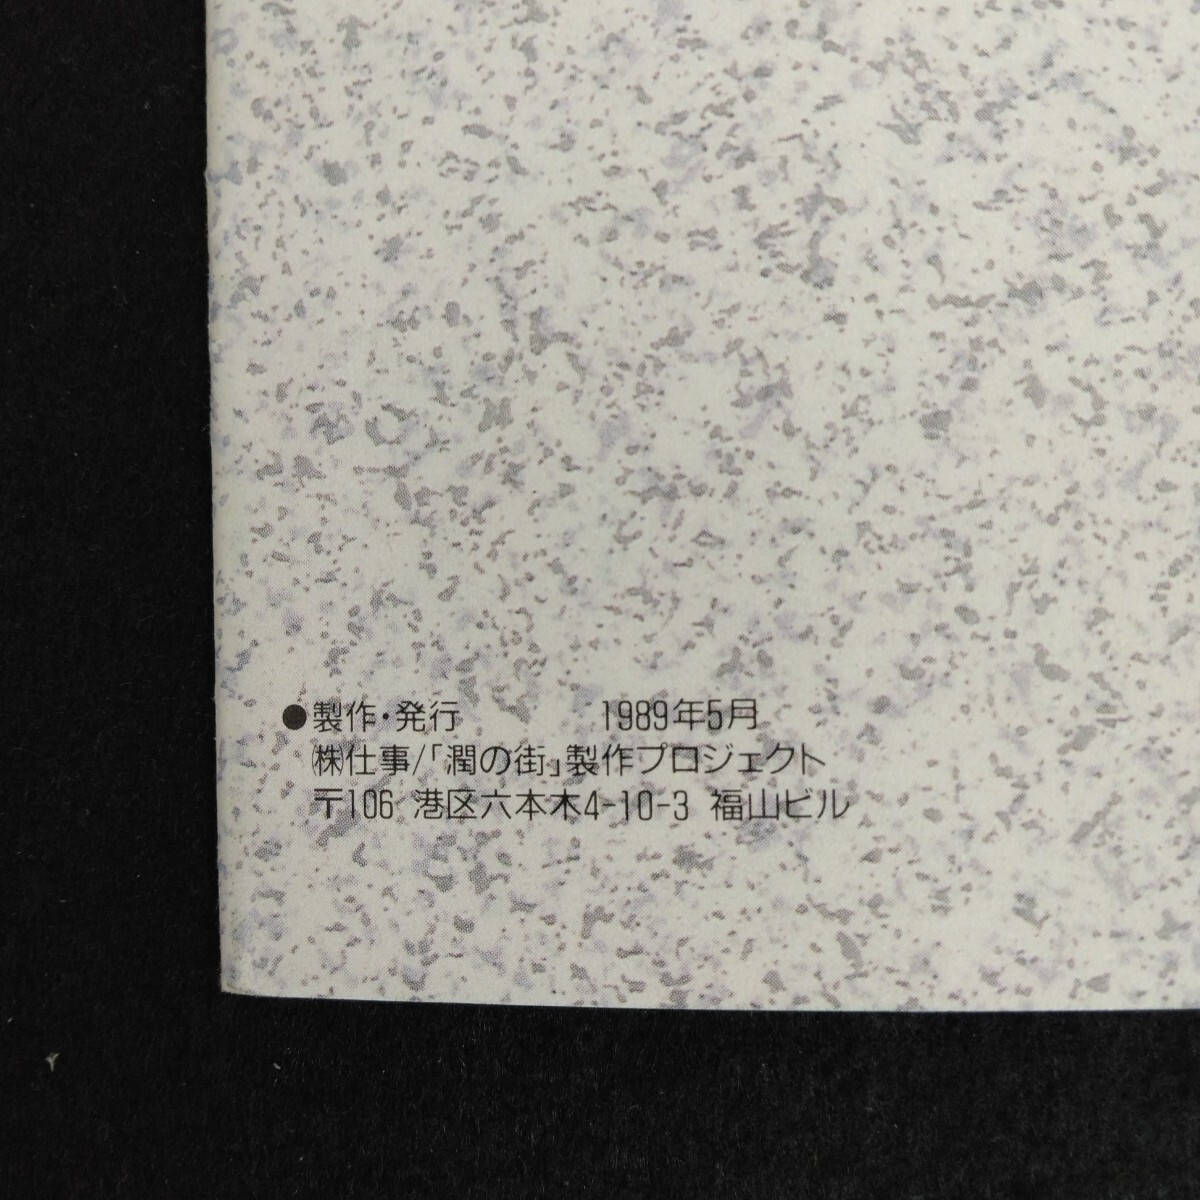 ●製作・発行　　　　1989年5月
㈱仕事/「潤の街」製作プロジェクト
〒106 港区六本木4-10-3 福山ビル